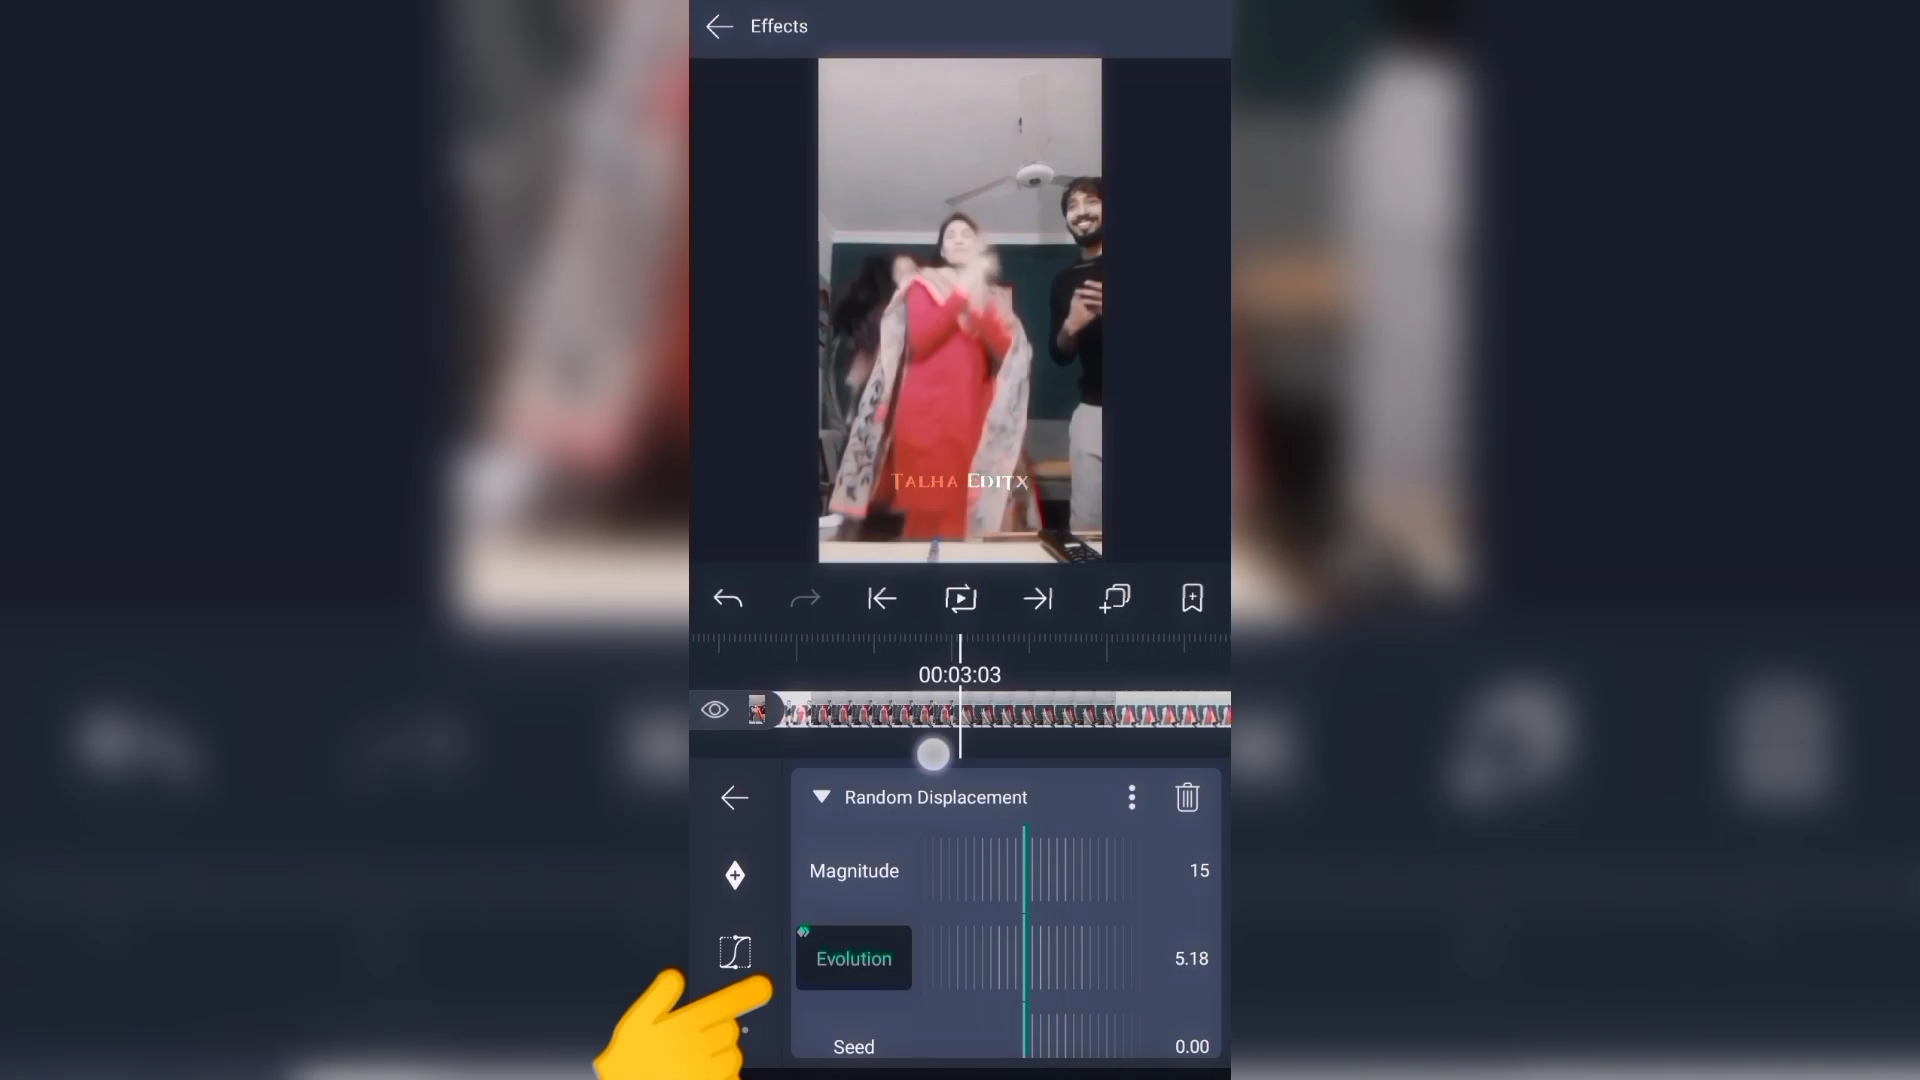 Effects
TALHA EDITX
00:03:03
Random Displacement
Magnitude 15
Evolution 5.18
Seed 0.00